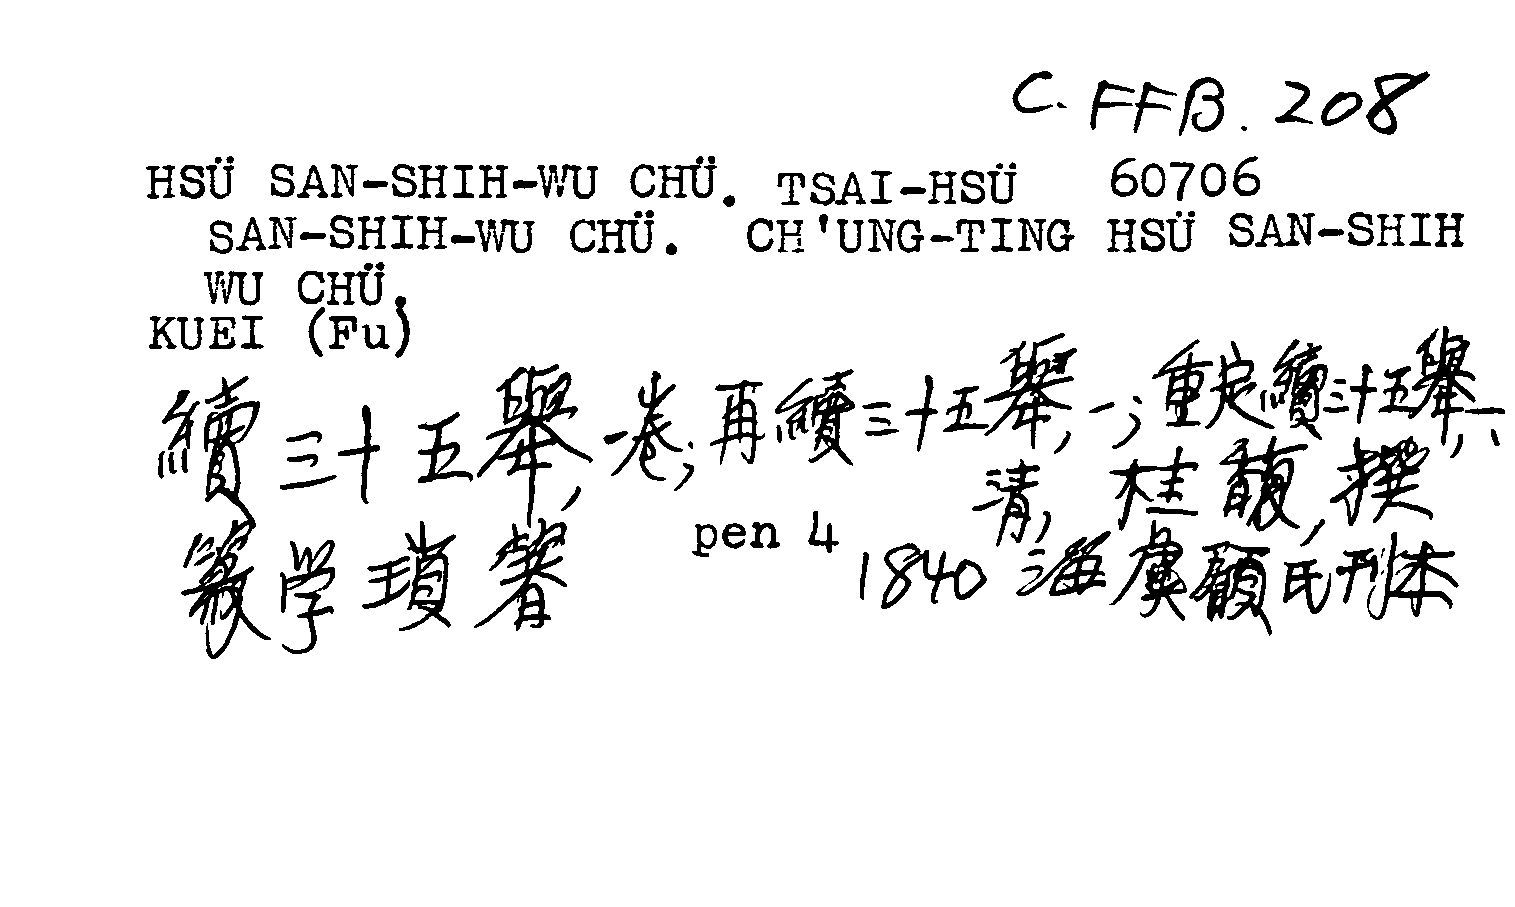 C. FFB. 208
HSÜ SAN-SHIH-WU CHÜ. TSAI-HSÜ 60706
SAN-SHIH-WU CHÜ. CH'UNG-TING HSÜ SAN-SHIH
WU CHÜ.
KUEI (Fu)
續三十五舉,一卷;再續三十五舉,一;重定續三十五舉,一、
清,桂馥,撰
篆学瑣著 pen 4 1840 海虞顧氏刊本